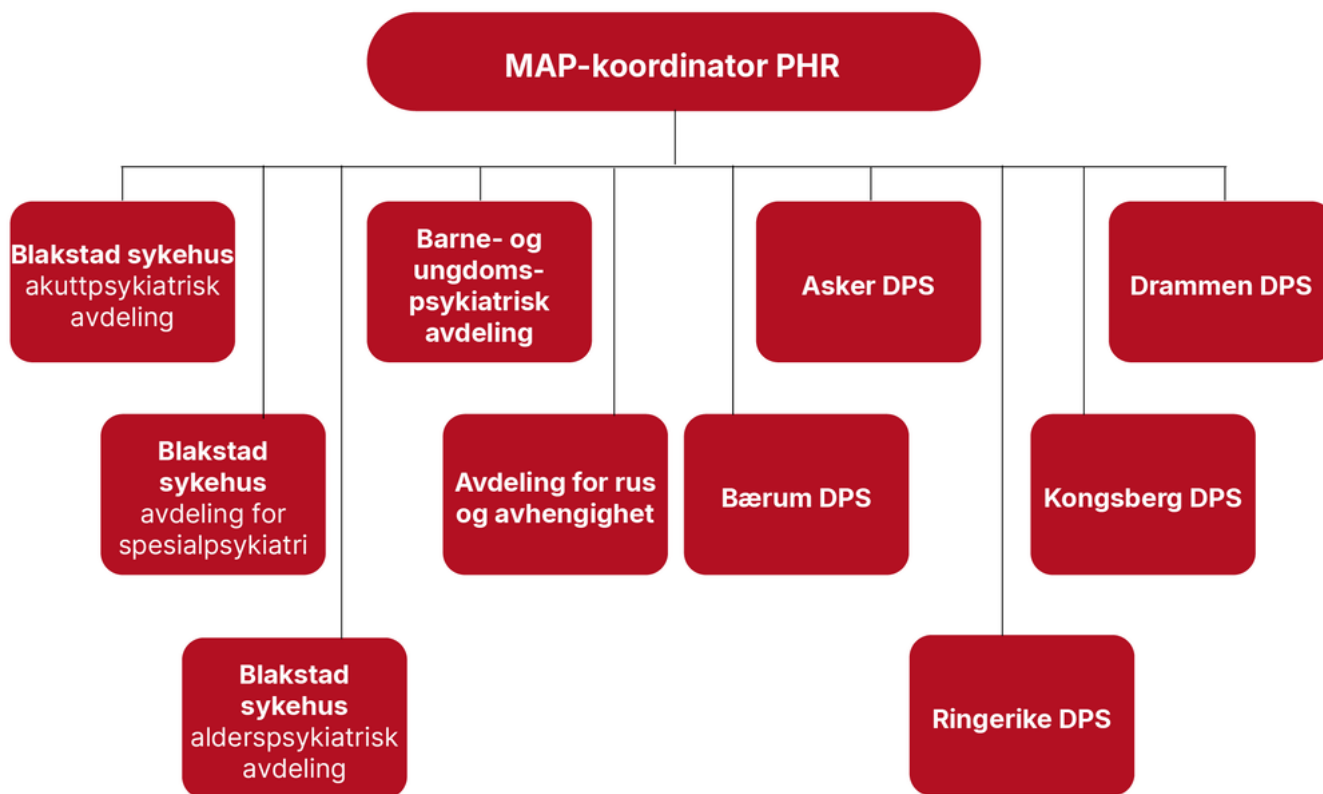 MAP-koordinator PHR
Blakstad sykehus
akuttpsykiatrisk
avdeling
Barne- og
ungdoms-
psykiatrisk
avdeling
Asker DPS
Drammen DPS
Blakstad
sykehus
avdeling for
spesialpsykiatri
Avdeling for rus
og avhengighet
Bærum DPS
Kongsberg DPS
Blakstad
sykehus
alderspsykiatrisk
avdeling
Ringerike DPS